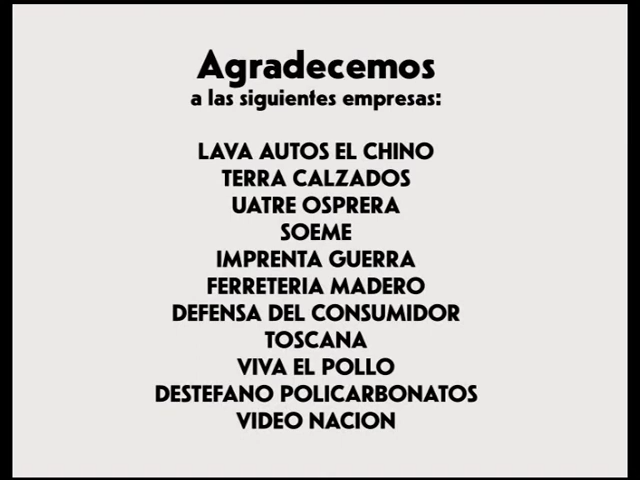 Agradecemos
a las siguientes empresas:
LAVA AUTOS EL CHINO
TERRA CALZADOS
UATRE OSPRERA
SOEME
IMPRENTA GUERRA
FERRETERIA MADERO
DEFENSA DEL CONSUMIDOR
TOSCANA
VIVA EL POLLO
DESTEFANO POLICARBONATOS
VIDEO NACION